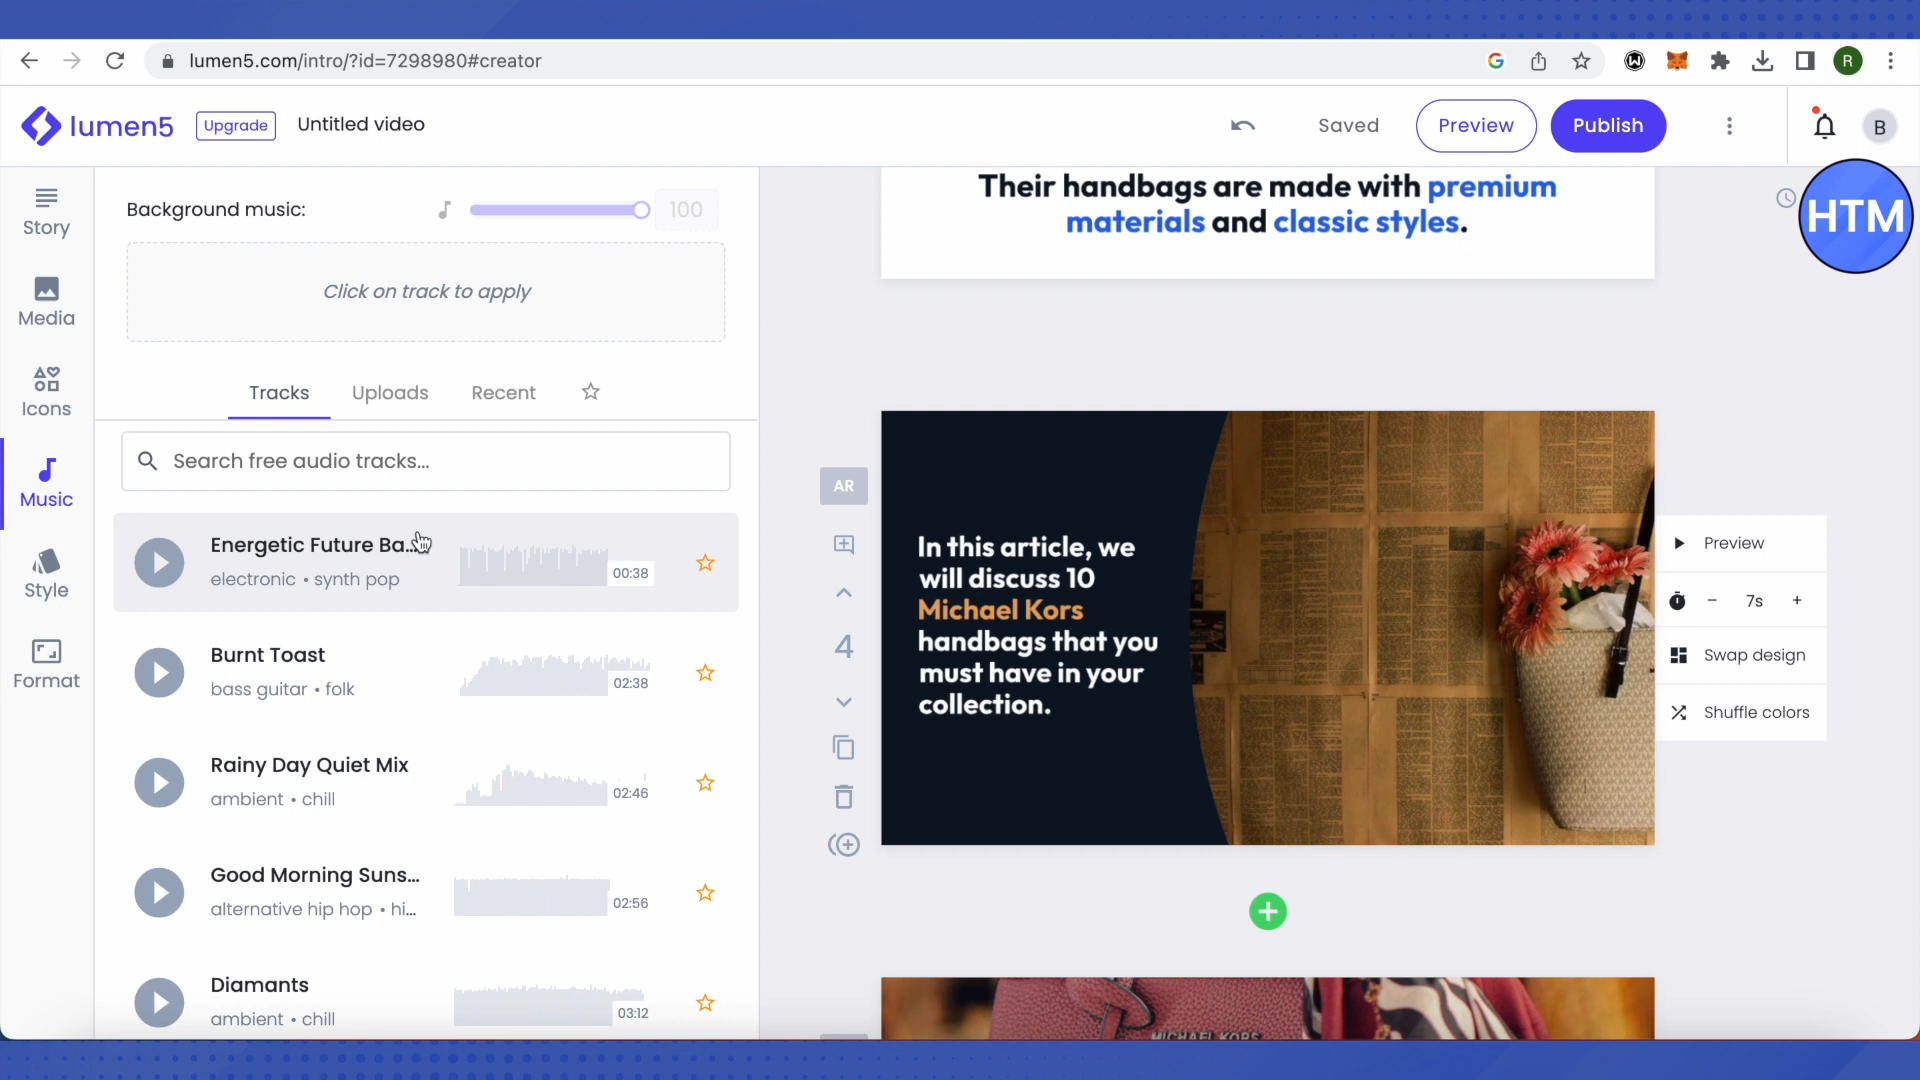 lumen5.com/intro/?id=7298980#creator
R
lumen5
Upgrade
Untitled video
Saved
Preview
Publish
B
HTM
Story
Media
Icons
Music
Style
Format
Background music:
100
Click on track to apply
Tracks
Uploads
Recent
Search free audio tracks...
Energetic Future Ba...
electronic • synth pop
00:38
Burnt Toast
bass guitar • folk
02:38
Rainy Day Quiet Mix
ambient • chill
02:46
Good Morning Suns...
alternative hip hop • hi...
02:56
Diamants
ambient • chill
03:12
Their handbags are made with premium
materials and classic styles.
AR
4
In this article, we
will discuss 10
Michael Kors
handbags that you
must have in your
collection.
Preview
7s
Swap design
Shuffle colors
MICHAEL KORS